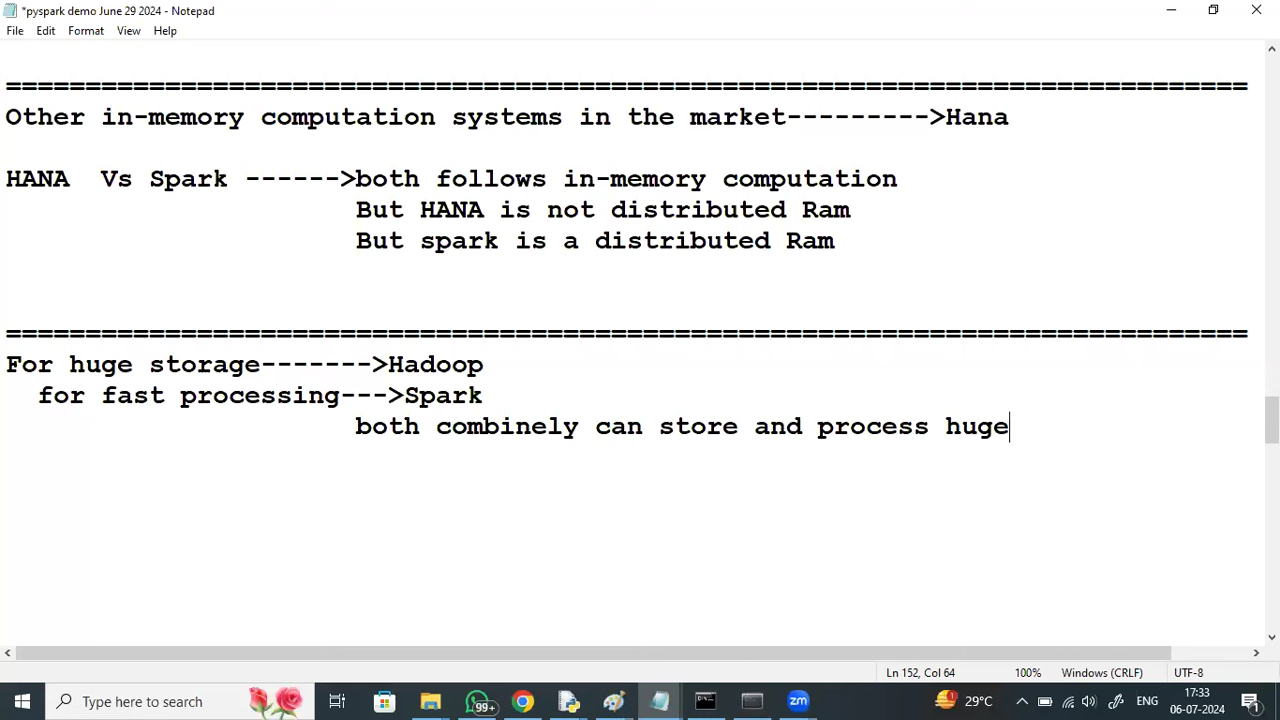 *pyspark demo June 29 2024 - Notepad
File Edit Format View Help
==============================================================================
Other in-memory computation systems in the market--------->Hana
HANA  Vs Spark ------>both follows in-memory computation
But HANA is not distributed Ram
But spark is a distributed Ram
==============================================================================
For huge storage------->Hadoop
for fast processing--->Spark
both combinely can store and process huge
Ln 152, Col 64 100% Windows (CRLF) UTF-8
Type here to search 99+ zm 29°C ENG 17:33
06-07-2024 1